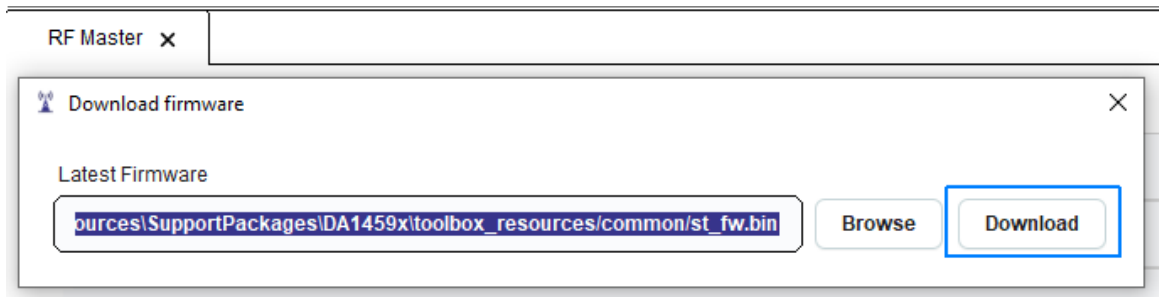 RF Master
Download firmware
Latest Firmware
ources\SupportPackages\DA1459x\toolbox_resources/common/st_fw.bin Browse Download